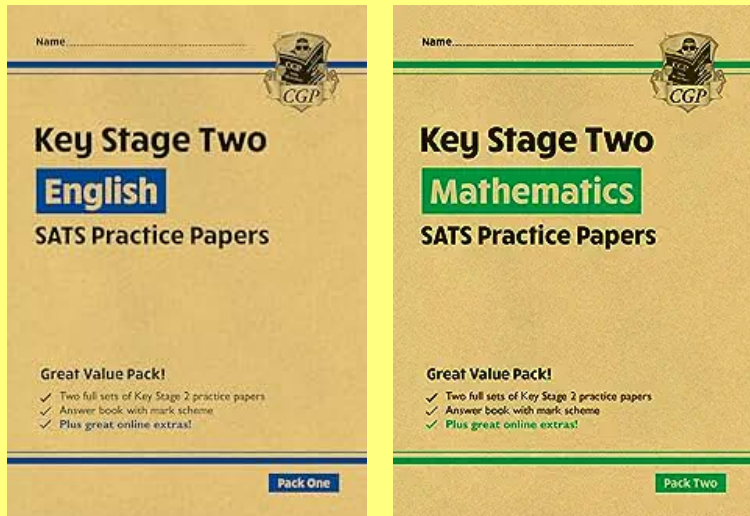 Name
CGP
CGP
Key Stage Two
English
SATS Practice Papers
Great Value Pack!
Two full sets of Key Stage 2 practice papers
Answer book with mark scheme
Plus great online extras!
Pack One
Name
CGP
CGP
Key Stage Two
Mathematics
SATS Practice Papers
Great Value Pack!
Two full sets of Key Stage 2 practice papers
Answer book with mark scheme
Plus great online extras!
Pack Two